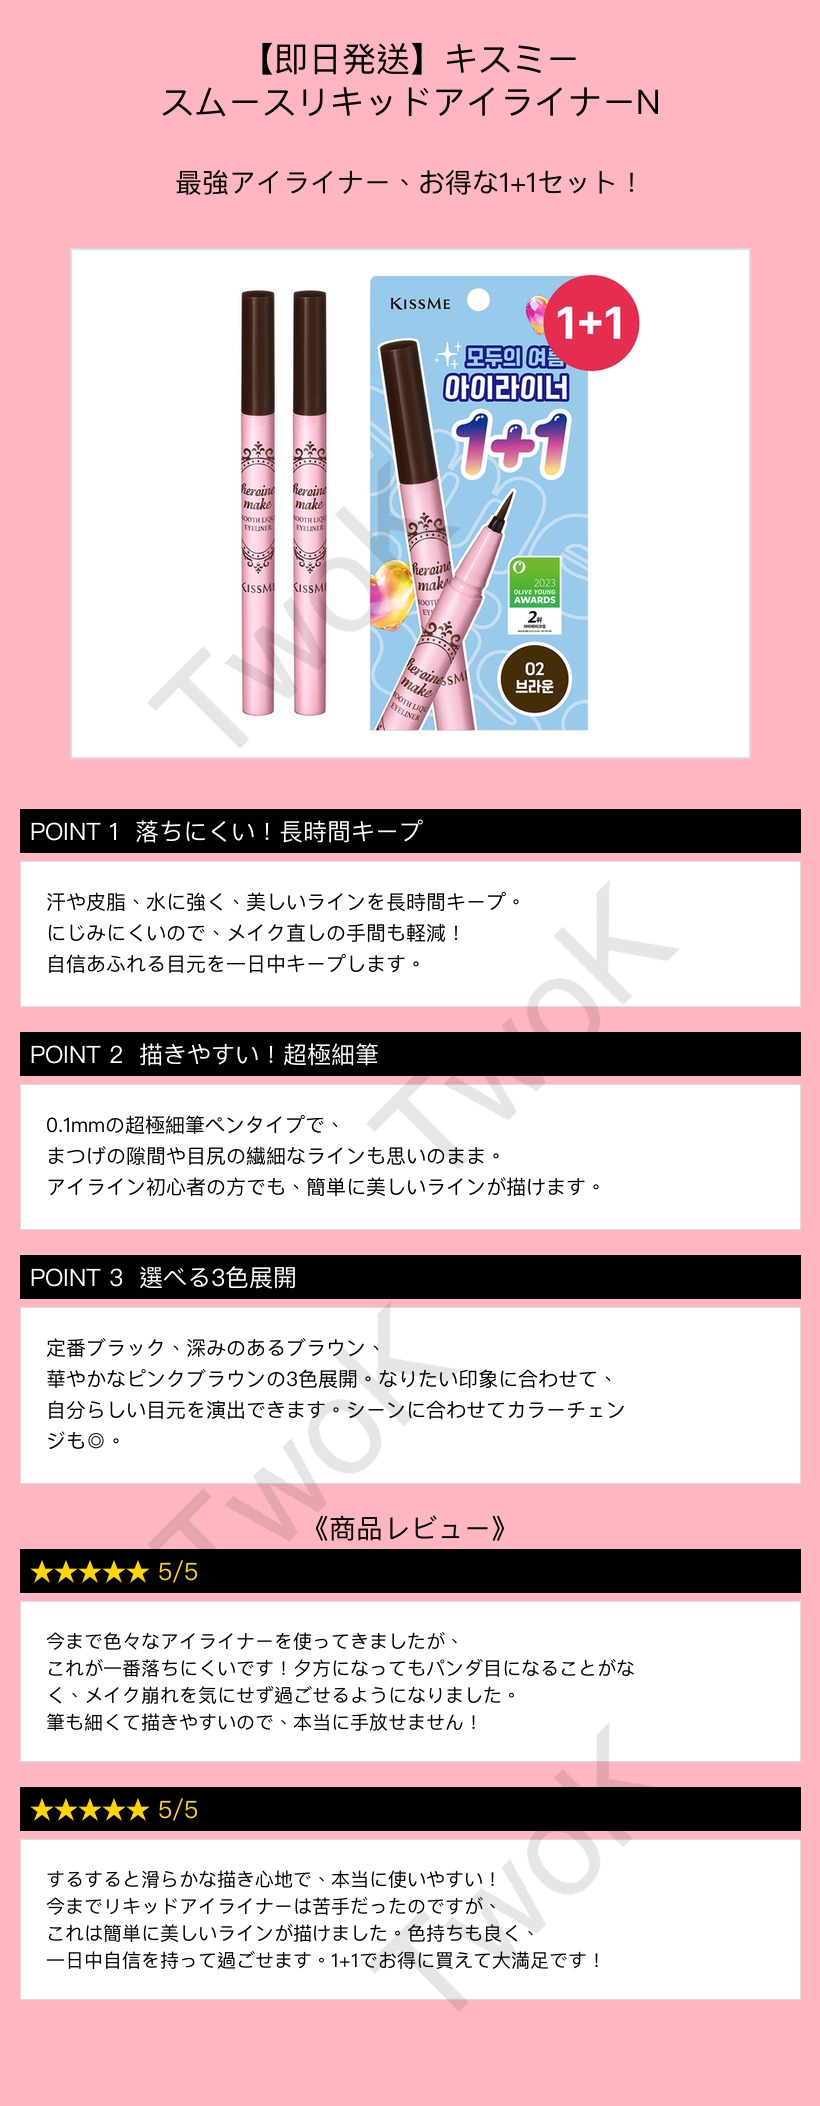 【即日発送】キスミー
スムースリキッドアイライナーN
最強アイライナー、お得な1+1セット！
KISSME
1+1
모두의 여름
아이라이너
1+1
heroine
make
SMOOTH LIQUID
EYELINER
KISSME
heroine
make
SMOOTH LIQUID
EYELINER
KISSME
heroine
make
heroine
make
SMOOTH LIQUID
EYELINER
2023
OLIVE YOUNG
AWARDS
2위
02
브라운
TwoK
POINT 1 落ちにくい！長時間キープ
汗や皮脂、水に強く、美しいラインを長時間キープ。
にじみにくいので、メイク直しの手間も軽減！
自信あふれる目元を一日中キープします。
TwoK
POINT 2 描きやすい！超極細筆
0.1mmの超極細筆ペンタイプで、
まつげの隙間や目尻の繊細なラインも思いのまま。
アイライン初心者の方でも、簡単に美しいラインが描けます。
POINT 3 選べる3色展開
定番ブラック、深みのあるブラウン、
華やかなピンクブラウンの3色展開。なりたい印象に合わせて、
自分らしい目元を演出できます。シーンに合わせてカラーチェン
ジも◎。
TwoK
《商品レビュー》
★★★★★ 5/5
今まで色々なアイライナーを使ってきましたが、
これが一番落ちにくいです！夕方になってもパンダ目になることがな
く、メイク崩れを気にせず過ごせるようになりました。
筆も細くて描きやすいので、本当に手放せません！
★★★★★ 5/5
するすると滑らかな描き心地で、本当に使いやすい！
今までリキッドアイライナーは苦手だったのですが、
これは簡単に美しいラインが描けました。色持ちも良く、
一日中自信を持って過ごせます。1+1でお得に買えて大満足です！
TwoK